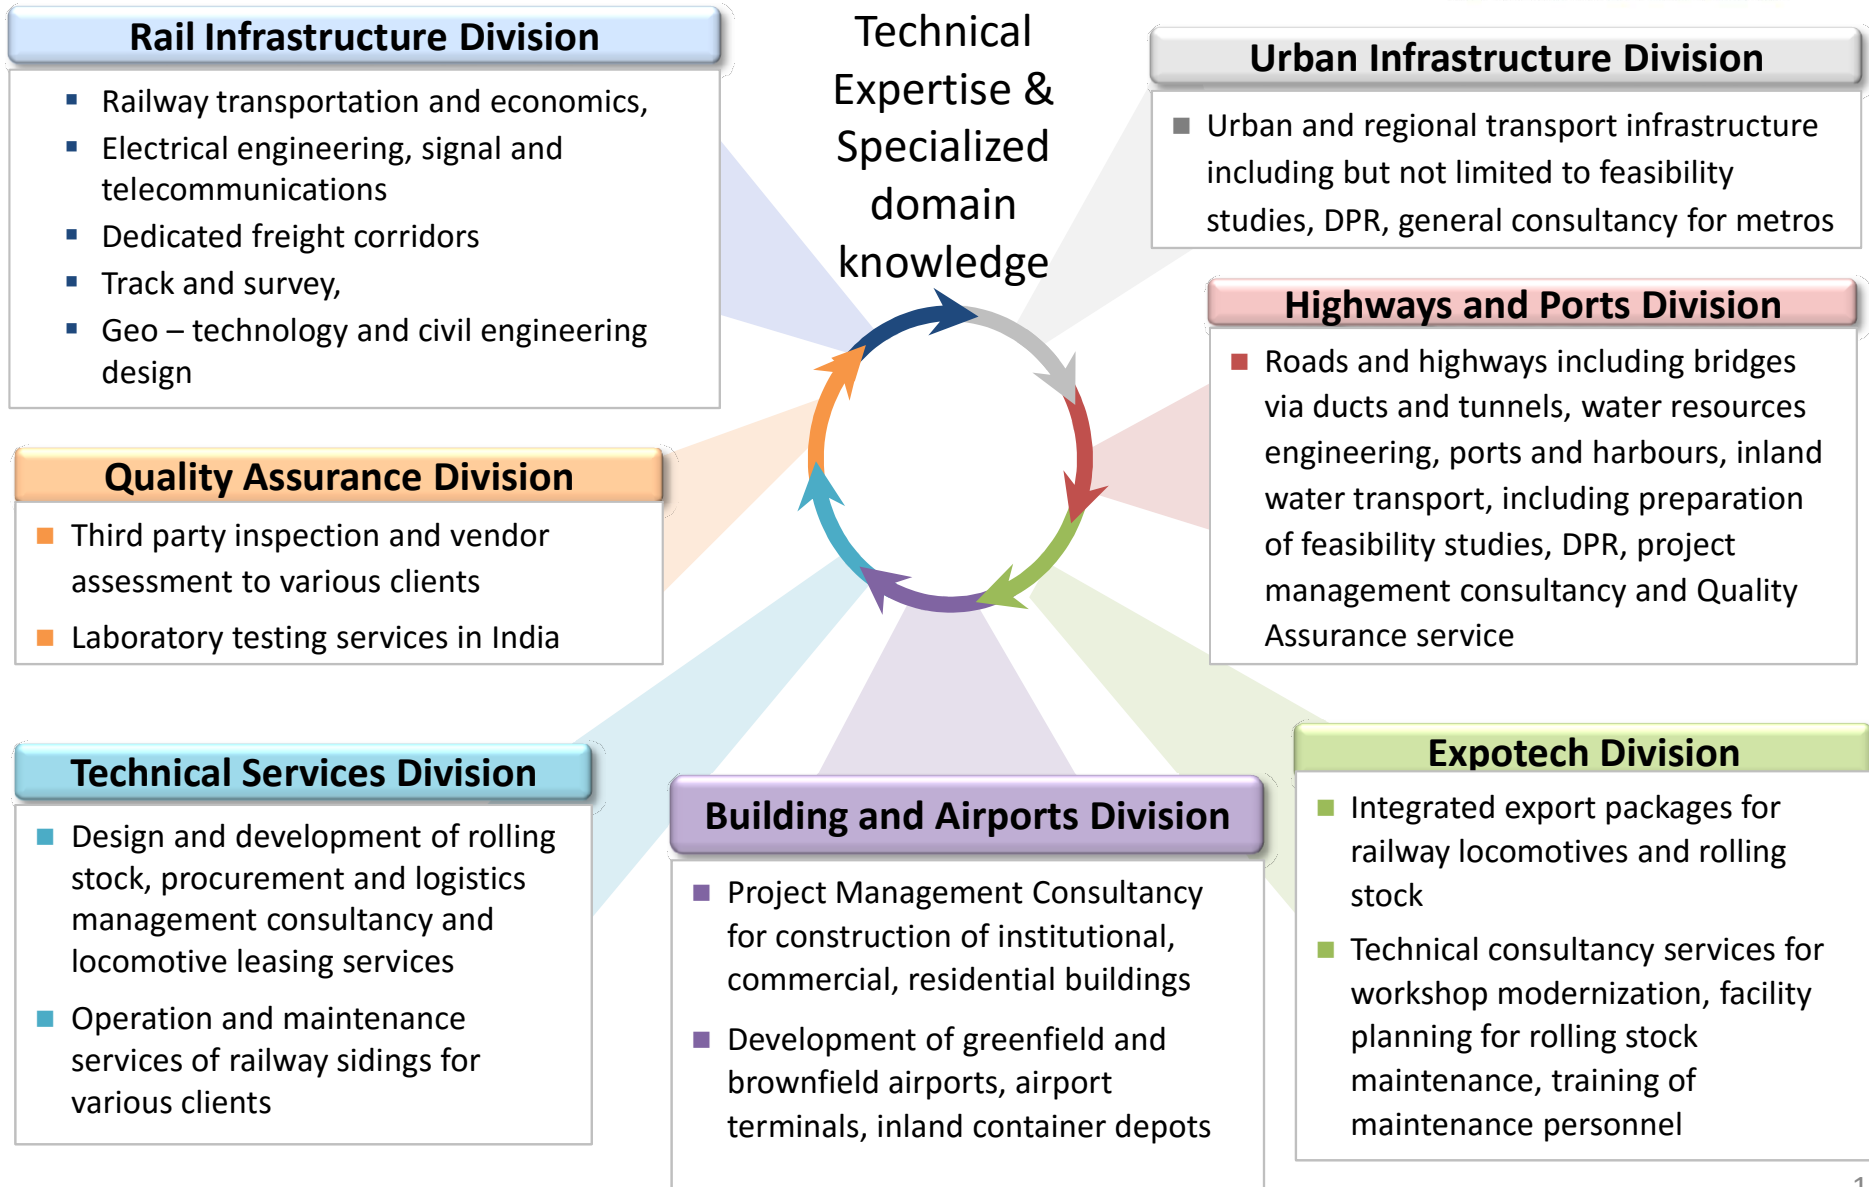 Rail Infrastructure Division
Railway transportation and economics,
Electrical engineering, signal and
telecommunications
Dedicated freight corridors
Track and survey,
Geo – technology and civil engineering
design
Technical
Expertise &
Specialized
domain
knowledge
Urban Infrastructure Division
Urban and regional transport infrastructure
including but not limited to feasibility
studies, DPR, general consultancy for metros
Highways and Ports Division
Roads and highways including bridges
via ducts and tunnels, water resources
engineering, ports and harbours, inland
water transport, including preparation
of feasibility studies, DPR, project
management consultancy and Quality
Assurance service
Quality Assurance Division
Third party inspection and vendor
assessment to various clients
Laboratory testing services in India
Technical Services Division
Design and development of rolling
stock, procurement and logistics
management consultancy and
locomotive leasing services
Operation and maintenance
services of railway sidings for
various clients
Building and Airports Division
Project Management Consultancy
for construction of institutional,
commercial, residential buildings
Development of greenfield and
brownfield airports, airport
terminals, inland container depots
Expotech Division
Integrated export packages for
railway locomotives and rolling
stock
Technical consultancy services for
workshop modernization, facility
planning for rolling stock
maintenance, training of
maintenance personnel